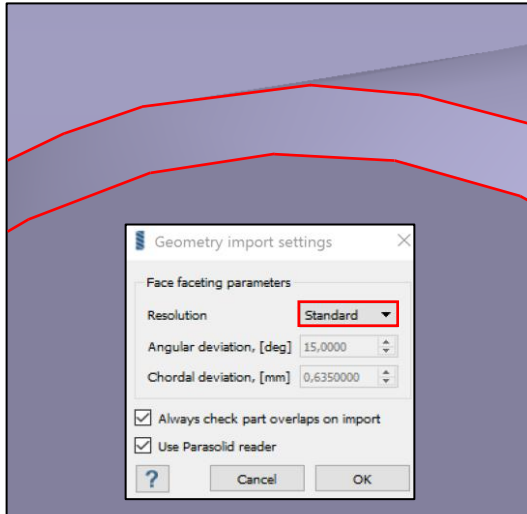 Geometry import settings
Face faceting parameters
Resolution Standard
Angular deviation, [deg] 15,0000
Chordal deviation, [mm] 0,6350000
Always check part overlaps on import
Use Parasolid reader
? Cancel OK